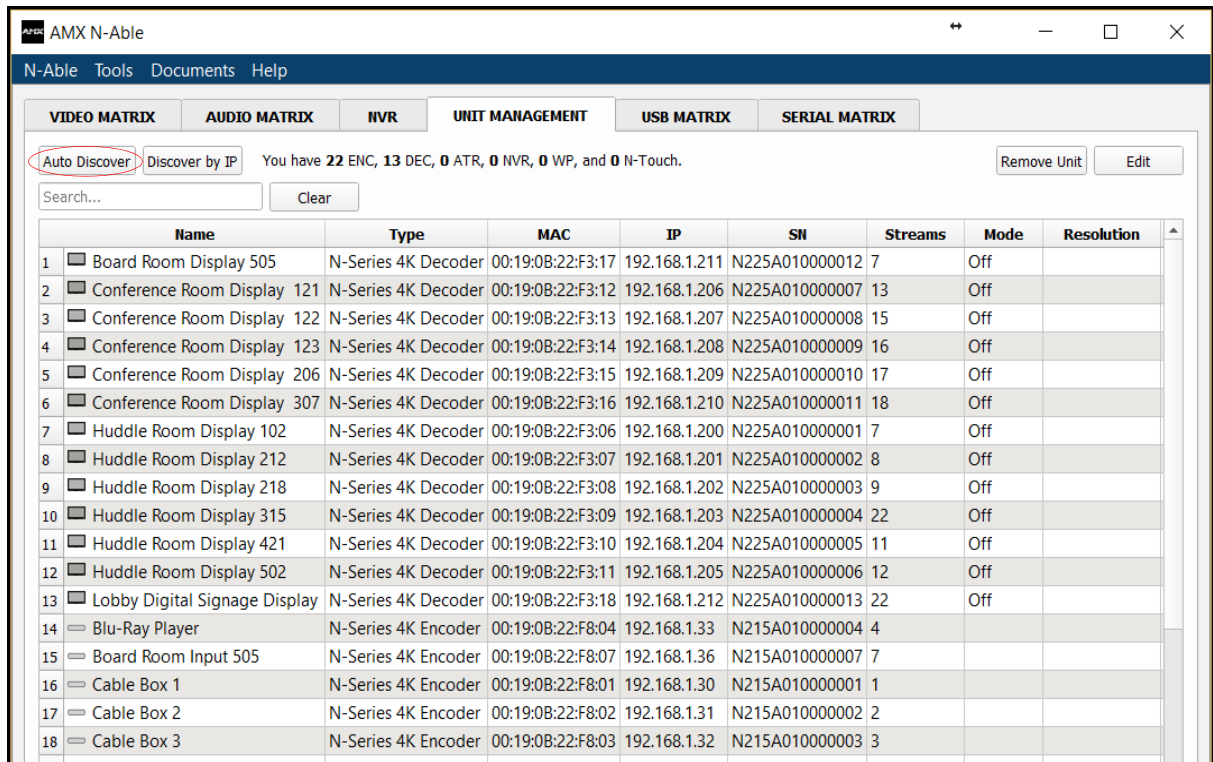 AMX AMX N-Able
N-Able Tools Documents Help
VIDEO MATRIX AUDIO MATRIX NVR UNIT MANAGEMENT USB MATRIX SERIAL MATRIX
Auto Discover Discover by IP You have 22 ENC, 13 DEC, 0 ATR, 0 NVR, 0 WP, and 0 N-Touch. Remove Unit Edit
Search... Clear
Name Type MAC IP SN Streams Mode Resolution
1 Board Room Display 505 N-Series 4K Decoder 00:19:0B:22:F3:17 192.168.1.211 N225A010000012 7 Off
2 Conference Room Display 121 N-Series 4K Decoder 00:19:0B:22:F3:12 192.168.1.206 N225A010000007 13 Off
3 Conference Room Display 122 N-Series 4K Decoder 00:19:0B:22:F3:13 192.168.1.207 N225A010000008 15 Off
4 Conference Room Display 123 N-Series 4K Decoder 00:19:0B:22:F3:14 192.168.1.208 N225A010000009 16 Off
5 Conference Room Display 206 N-Series 4K Decoder 00:19:0B:22:F3:15 192.168.1.209 N225A010000010 17 Off
6 Conference Room Display 307 N-Series 4K Decoder 00:19:0B:22:F3:16 192.168.1.210 N225A010000011 18 Off
7 Huddle Room Display 102 N-Series 4K Decoder 00:19:0B:22:F3:06 192.168.1.200 N225A010000001 7 Off
8 Huddle Room Display 212 N-Series 4K Decoder 00:19:0B:22:F3:07 192.168.1.201 N225A010000002 8 Off
9 Huddle Room Display 218 N-Series 4K Decoder 00:19:0B:22:F3:08 192.168.1.202 N225A010000003 9 Off
10 Huddle Room Display 315 N-Series 4K Decoder 00:19:0B:22:F3:09 192.168.1.203 N225A010000004 22 Off
11 Huddle Room Display 421 N-Series 4K Decoder 00:19:0B:22:F3:10 192.168.1.204 N225A010000005 11 Off
12 Huddle Room Display 502 N-Series 4K Decoder 00:19:0B:22:F3:11 192.168.1.205 N225A010000006 12 Off
13 Lobby Digital Signage Display N-Series 4K Decoder 00:19:0B:22:F3:18 192.168.1.212 N225A010000013 22 Off
14 Blu-Ray Player N-Series 4K Encoder 00:19:0B:22:F8:04 192.168.1.33 N215A010000004 4
15 Board Room Input 505 N-Series 4K Encoder 00:19:0B:22:F8:07 192.168.1.36 N215A010000007 7
16 Cable Box 1 N-Series 4K Encoder 00:19:0B:22:F8:01 192.168.1.30 N215A010000001 1
17 Cable Box 2 N-Series 4K Encoder 00:19:0B:22:F8:02 192.168.1.31 N215A010000002 2
18 Cable Box 3 N-Series 4K Encoder 00:19:0B:22:F8:03 192.168.1.32 N215A010000003 3